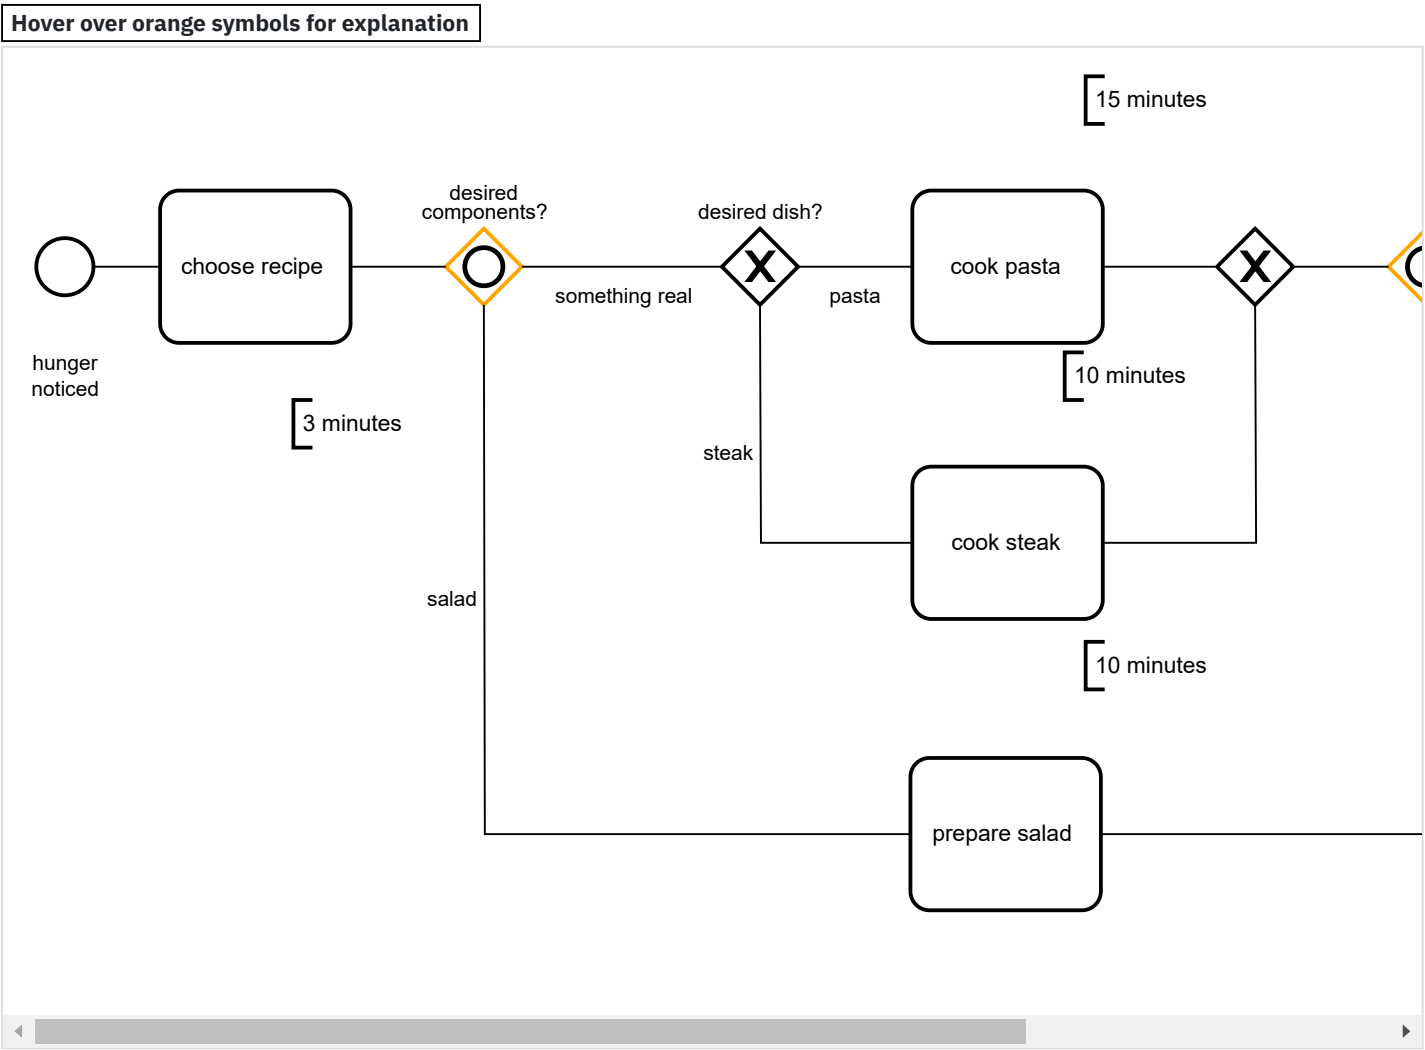 Hover over orange symbols for explanation
15 minutes
desired
components?
desired dish?
choose recipe
X
cook pasta
X
something real
pasta
hunger
noticed
10 minutes
3 minutes
steak
cook steak
salad
10 minutes
prepare salad